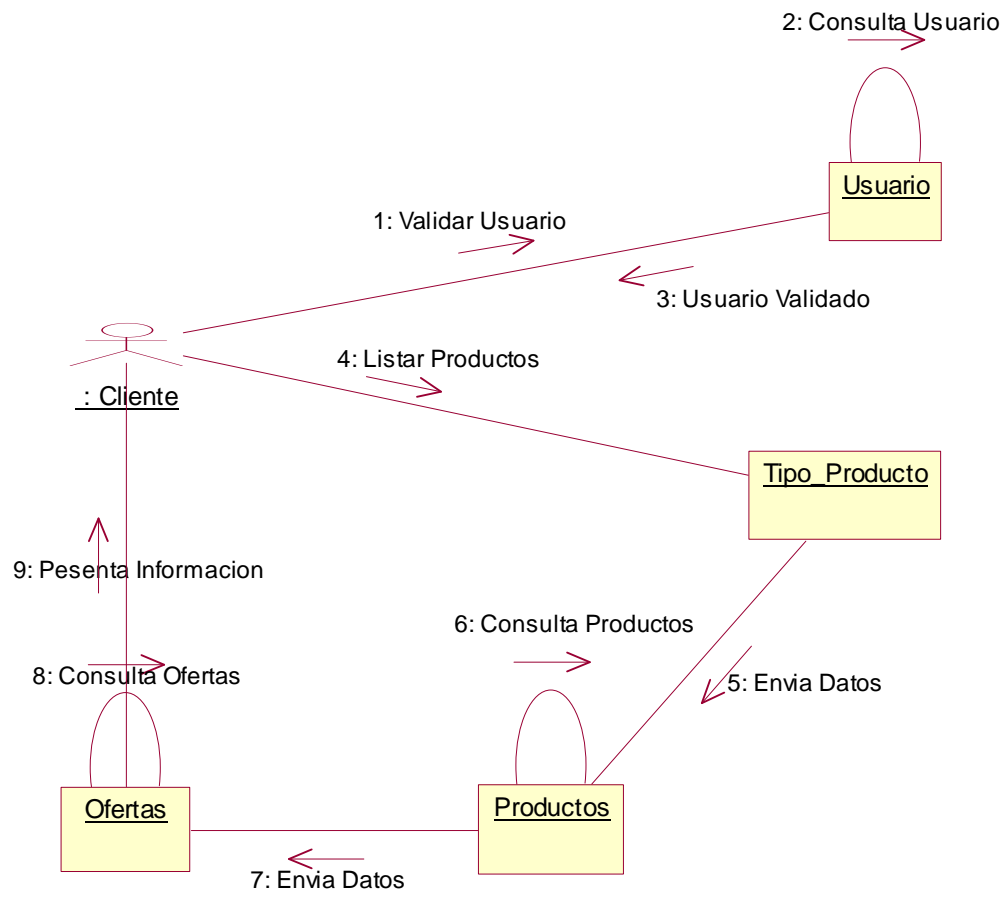 2: Consulta Usuario
Usuario
1: Validar Usuario
3: Usuario Validado
4: Listar Productos
: Cliente
Tipo_Producto
9: Pesenta Informacion
6: Consulta Productos
8: Consulta Ofertas
5: Envia Datos
Ofertas
Productos
7: Envia Datos